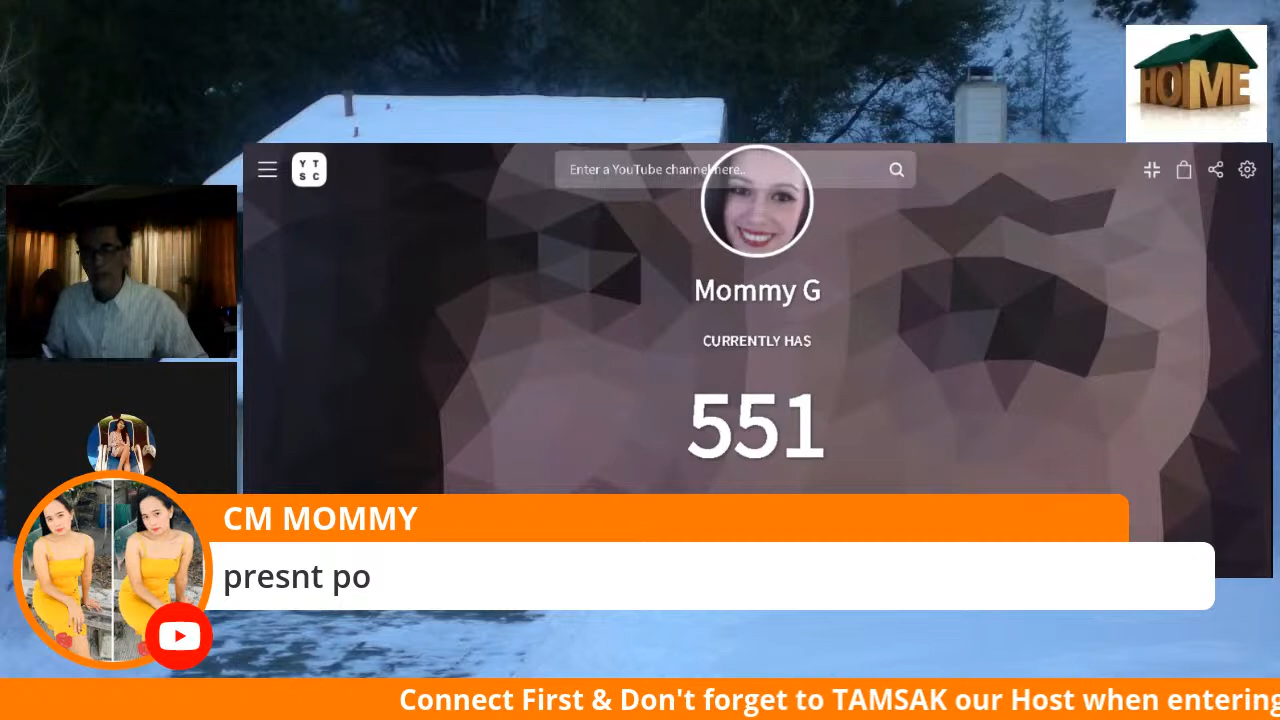 HOME
Y T
S C
Enter a YouTube channel here..
Mommy G
CURRENTLY HAS
551
CM MOMMY
presnt po
Connect First & Don't forget to TAMSAK our Host when entering